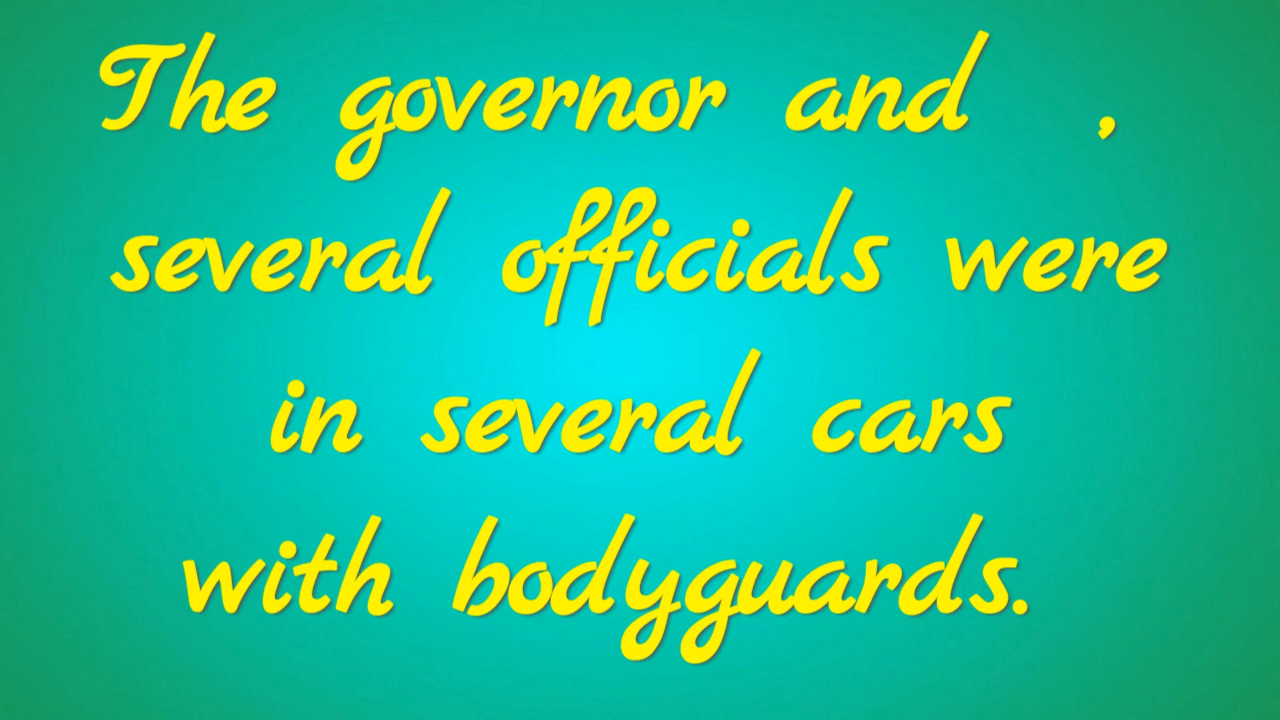 The governor and ,
several officials were
in several cars
with bodyguards.